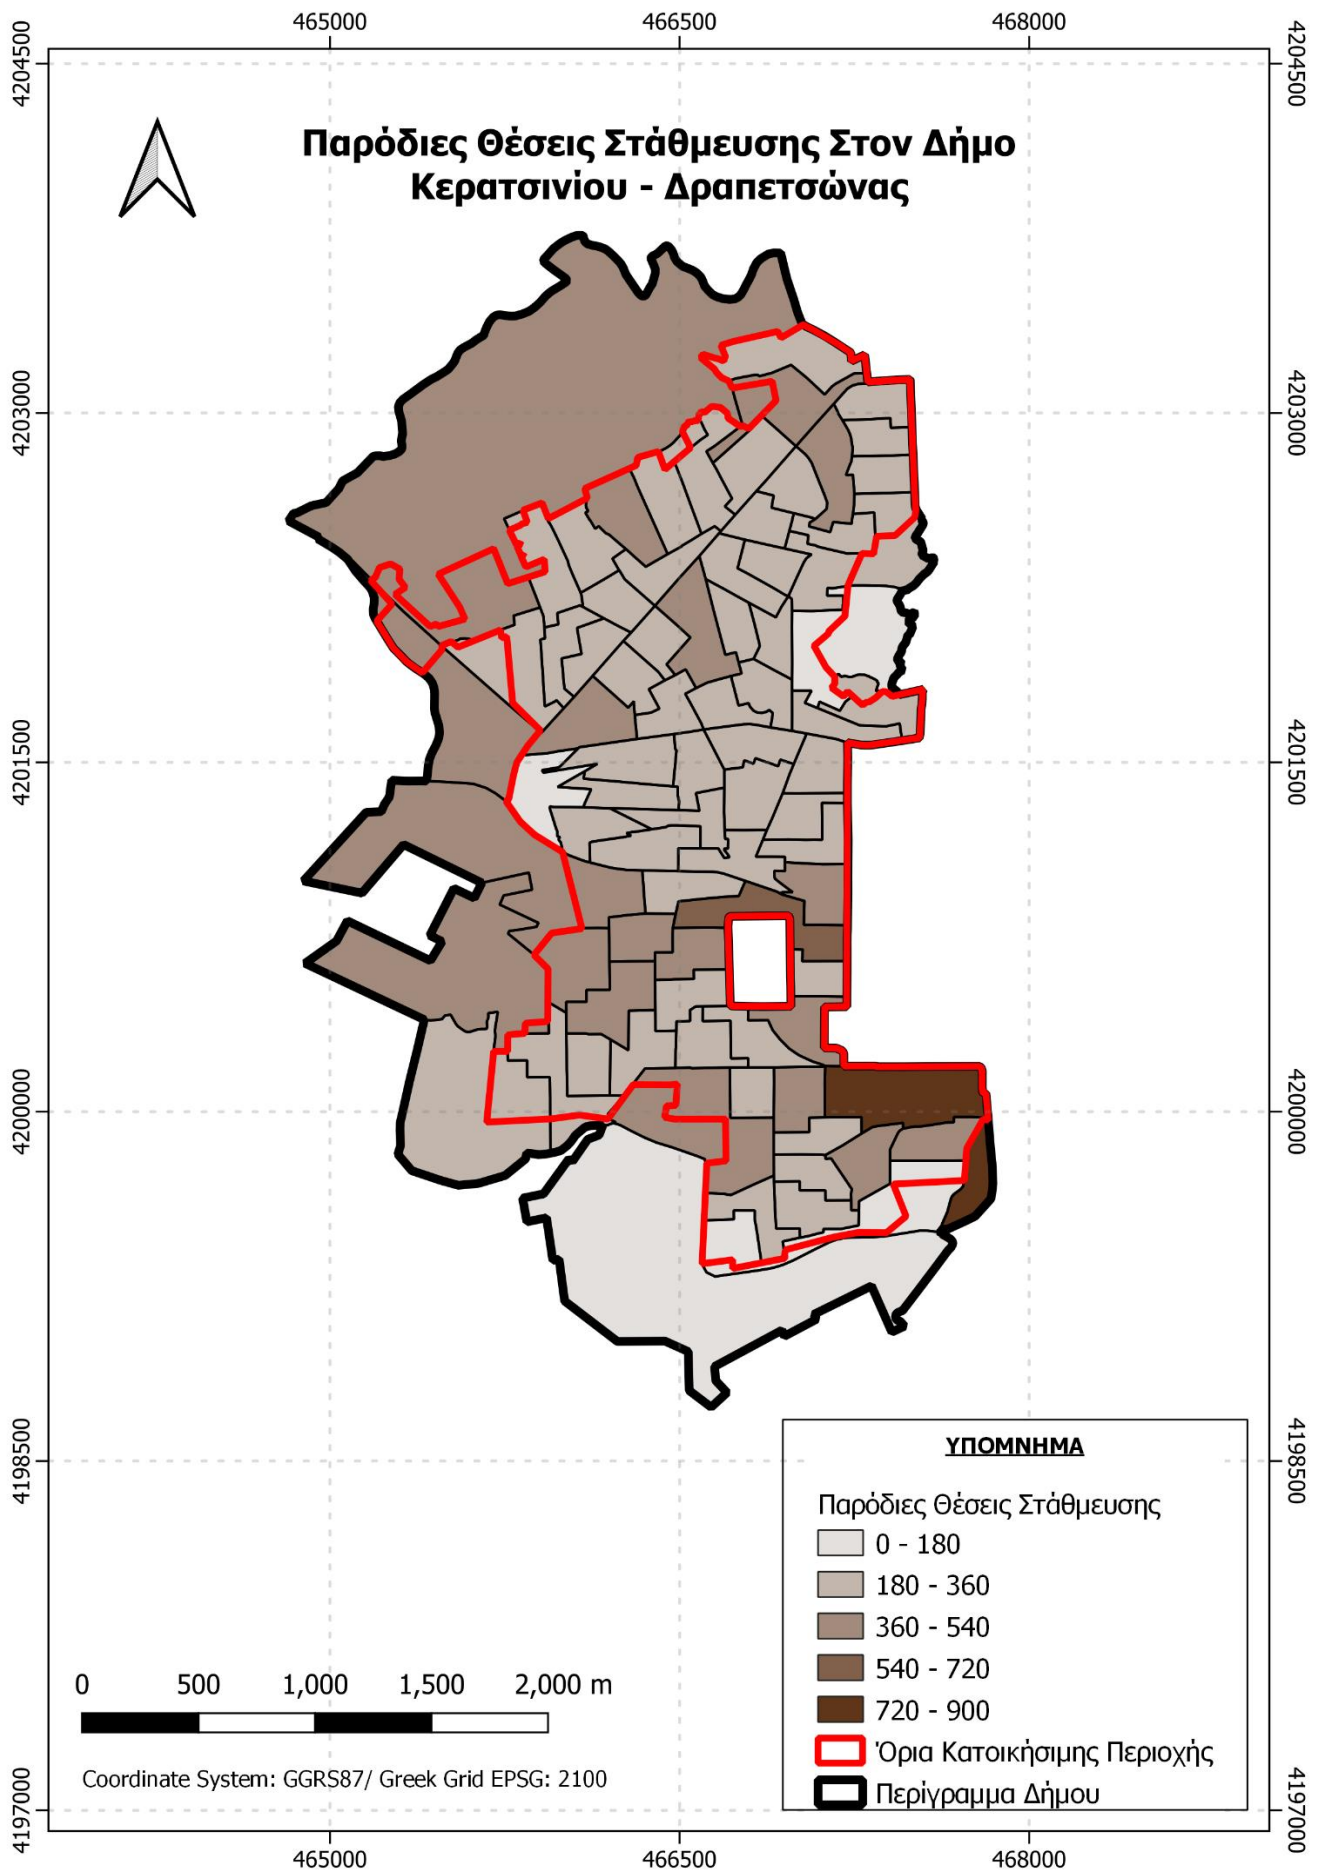 465000 466500 468000
4204500 4204500
Παρόδιες Θέσεις Στάθμευσης Στον Δήμο
Κερατσινίου - Δραπετσώνας
4203000 4203000
4201500 4201500
4200000 4200000
4198500 4198500
ΥΠΟΜΝΗΜΑ
Παρόδιες Θέσεις Στάθμευσης
0 - 180
180 - 360
360 - 540
540 - 720
720 - 900
Όρια Κατοικήσιμης Περιοχής
Περίγραμμα Δήμου
0 500 1,000 1,500 2,000 m
Coordinate System: GGRS87/ Greek Grid EPSG: 2100
4197000 4197000
465000 466500 468000